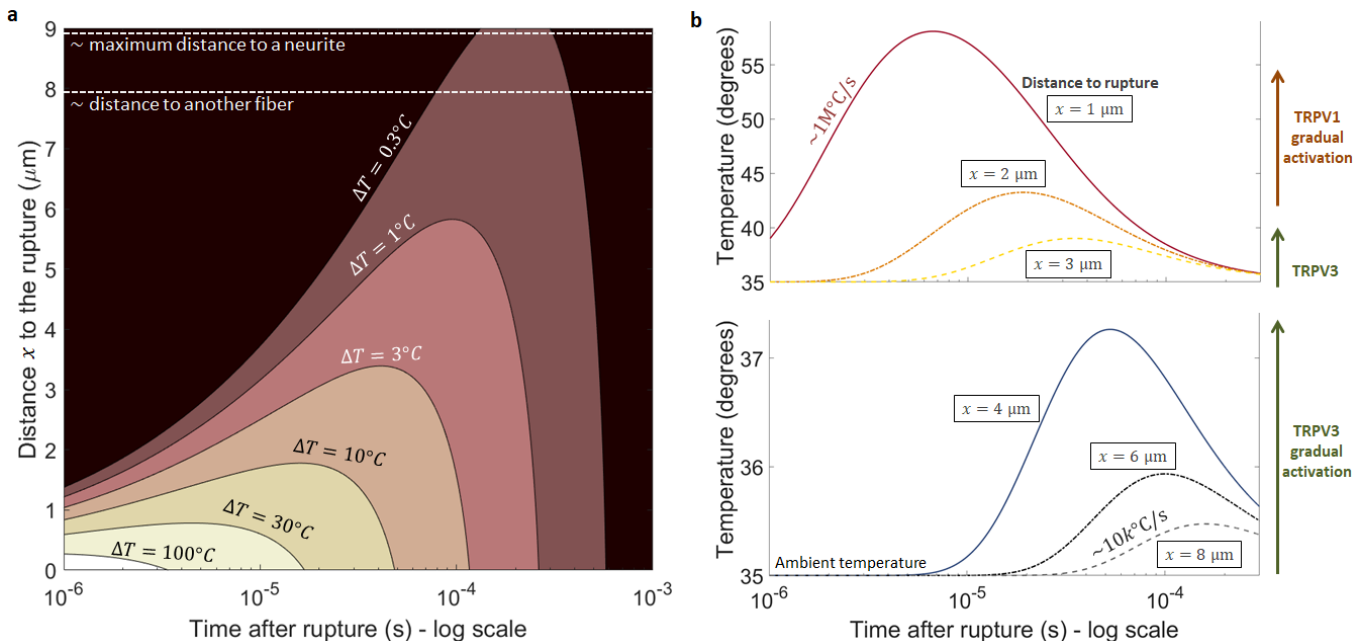 a
9
8
7
6
5
4
3
2
1
0
Distance x to the rupture (μm)
~ maximum distance to a neurite
~ distance to another fiber
ΔT = 0.3°C
ΔT = 1°C
ΔT = 3°C
ΔT = 10°C
ΔT = 30°C
ΔT = 100°C
10⁻⁶
10⁻⁵
10⁻⁴
10⁻³
Time after rupture (s) - log scale
b
55
50
45
40
35
Temperature (degrees)
~1M°C/s
Distance to rupture
x = 1 μm
x = 2 μm
x = 3 μm
TRPV1
gradual
activation
TRPV3
37
36
35
Temperature (degrees)
x = 4 μm
x = 6 μm
~10k°C/s
x = 8 μm
Ambient temperature
TRPV3
gradual
activation
10⁻⁶
10⁻⁵
10⁻⁴
Time after rupture (s) - log scale